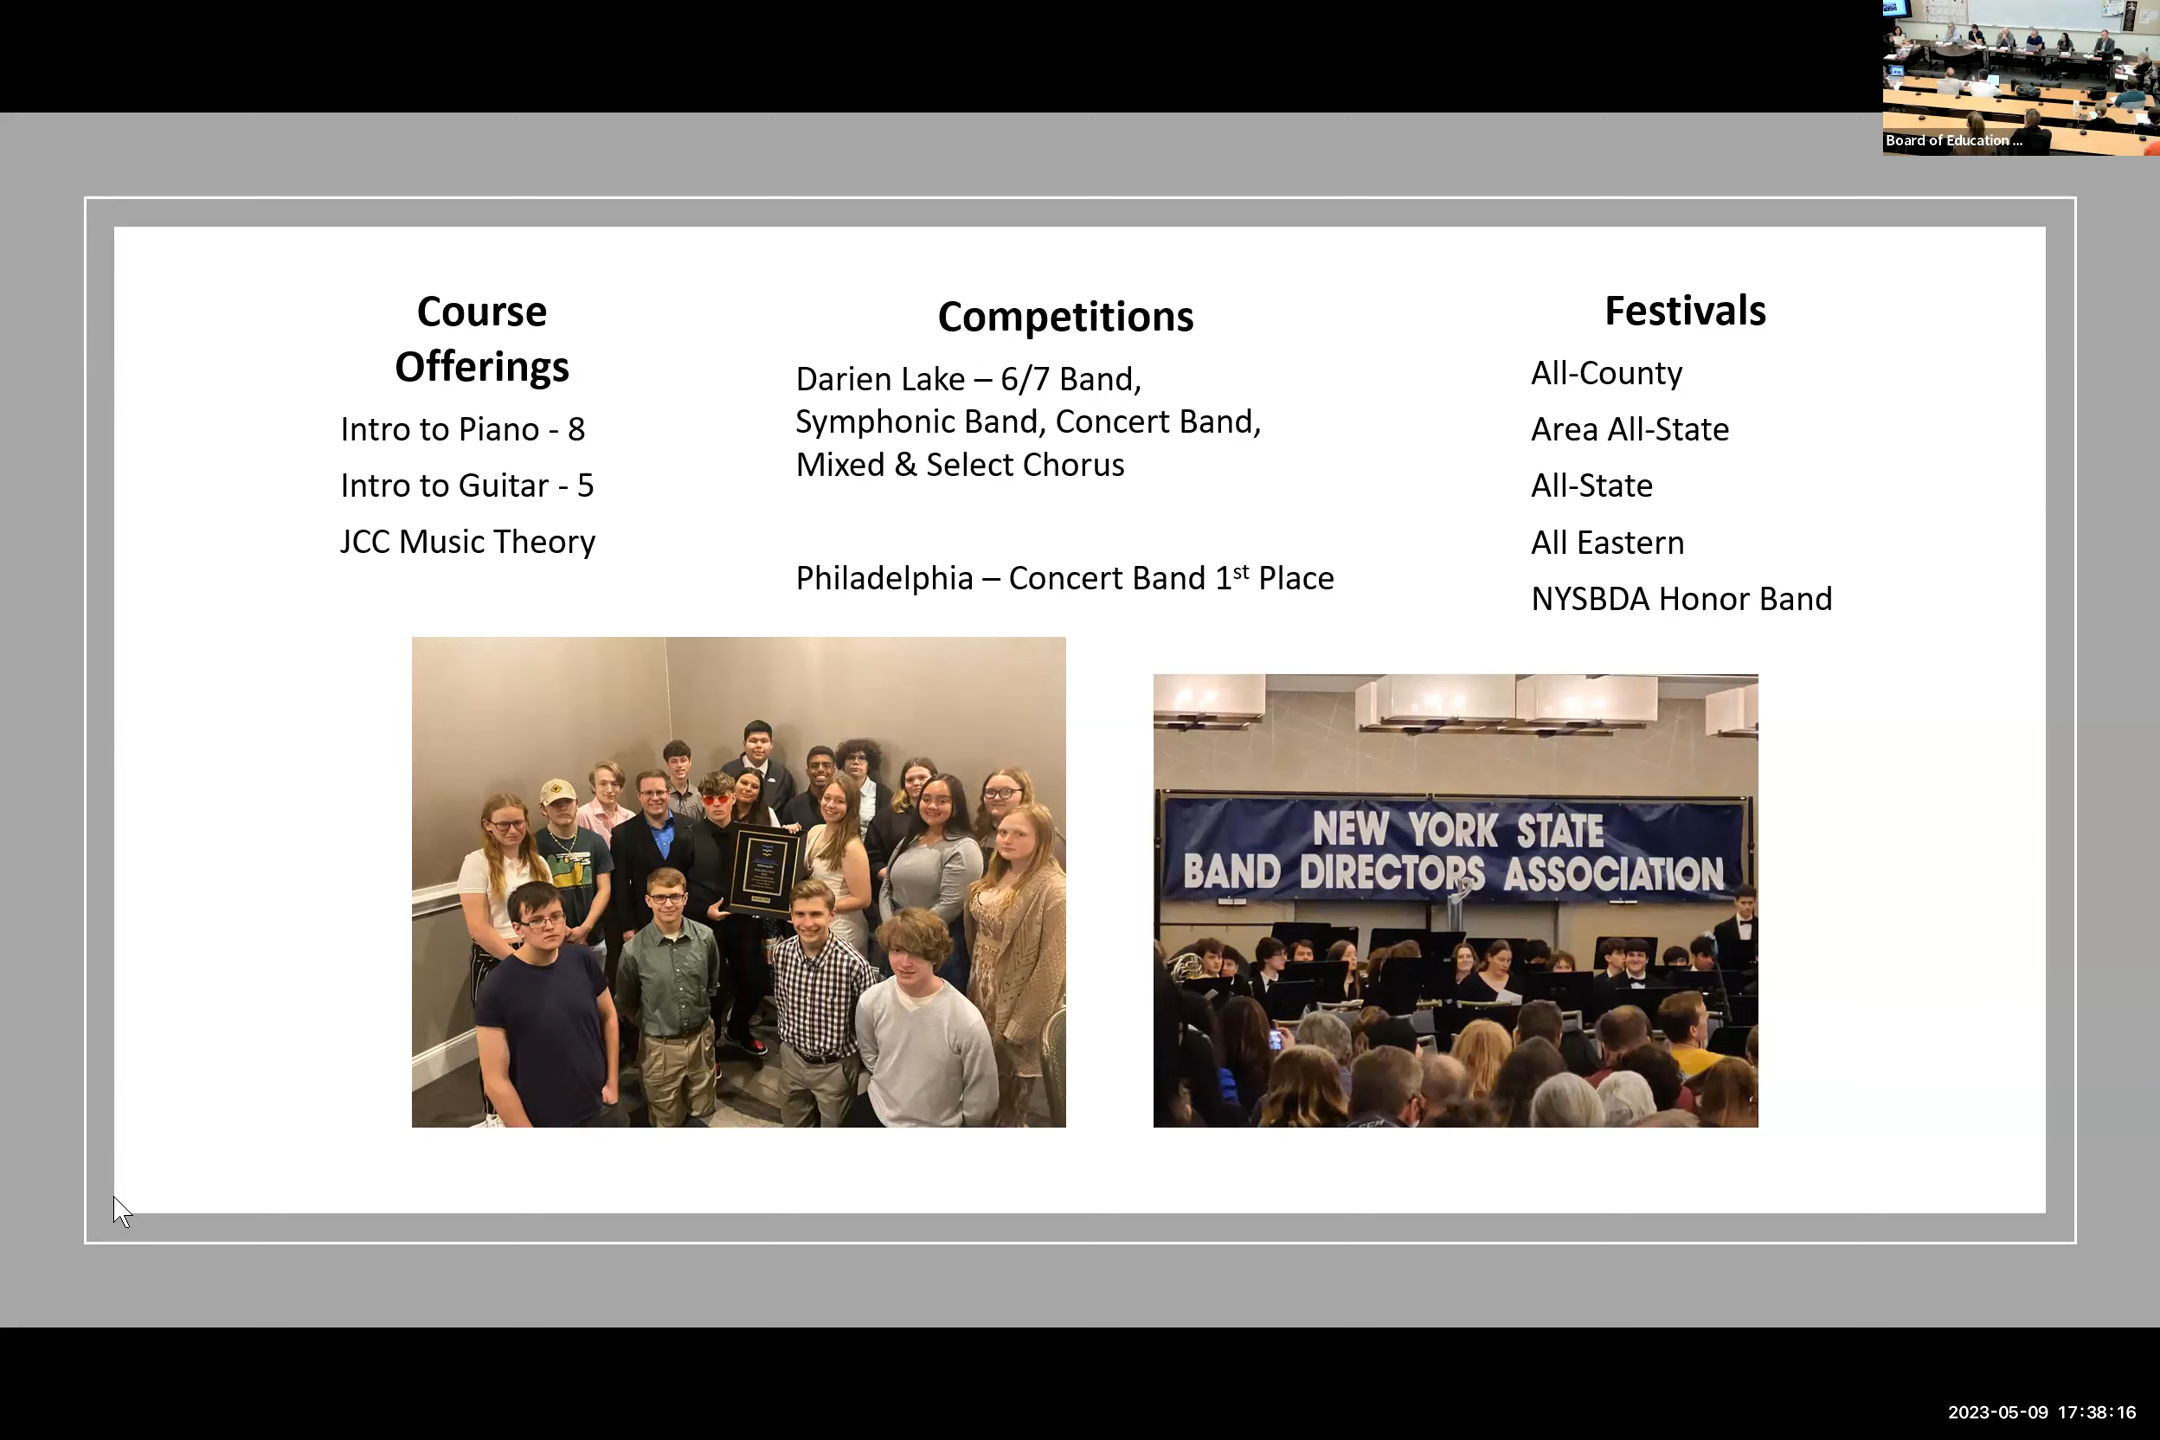 Board of Education ...
Course
Offerings
Intro to Piano - 8
Intro to Guitar - 5
JCC Music Theory
Competitions
Darien Lake – 6/7 Band,
Symphonic Band, Concert Band,
Mixed & Select Chorus
Philadelphia – Concert Band 1st Place
Festivals
All-County
Area All-State
All-State
All Eastern
NYSBDA Honor Band
NEW YORK STATE
BAND DIRECTORS ASSOCIATION
2023-05-09 17:38:16